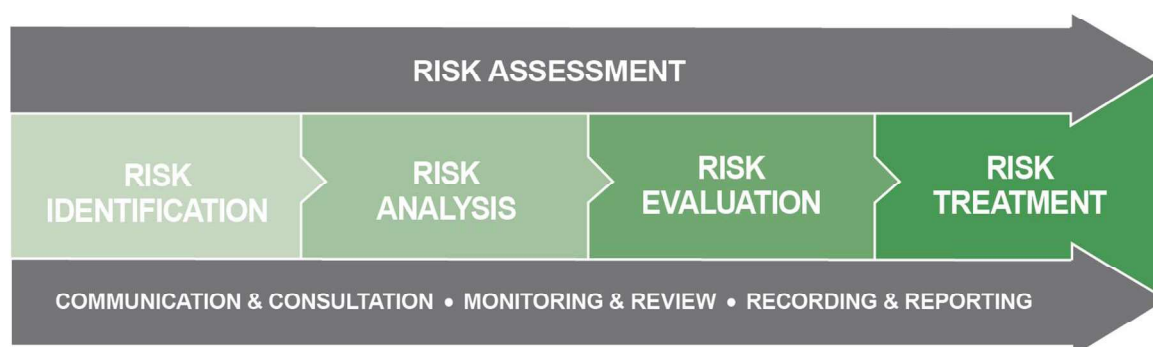 RISK ASSESSMENT
RISK
IDENTIFICATION
RISK
ANALYSIS
RISK
EVALUATION
RISK
TREATMENT
COMMUNICATION & CONSULTATION • MONITORING & REVIEW • RECORDING & REPORTING